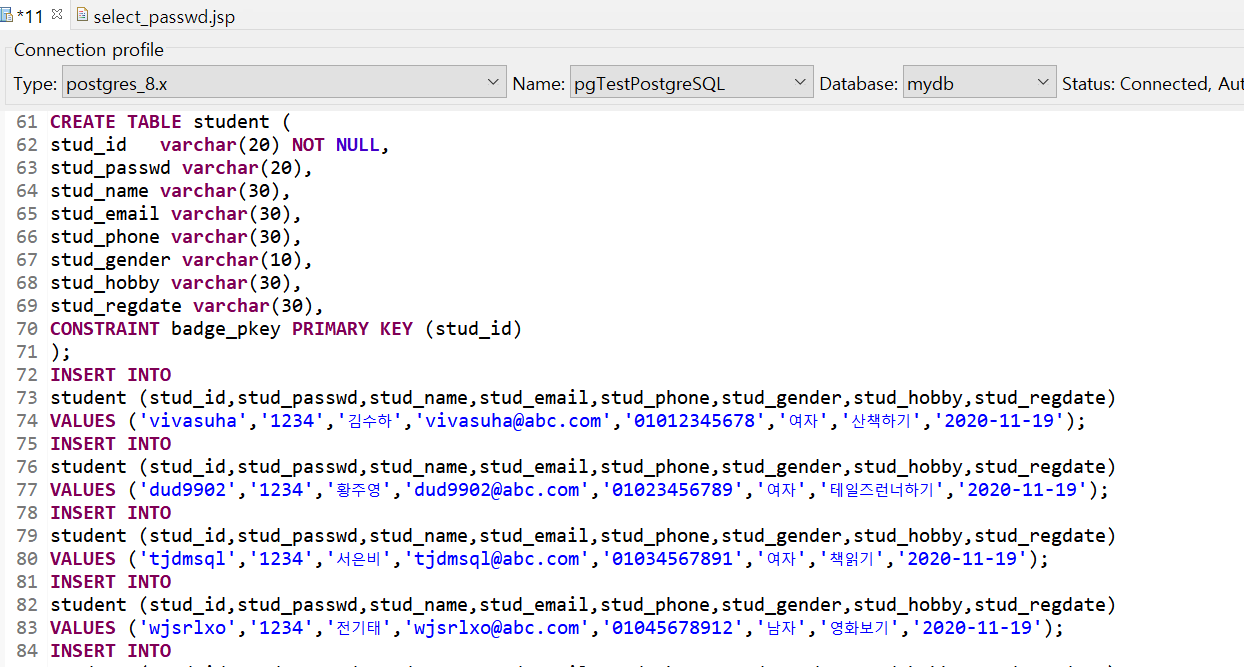 *11 select_passwd.jsp
Connection profile
Type: postgres_8.x Name: pgTestPostgreSQL Database: mydb Status: Connected, Aut
61 CREATE TABLE student (
62 stud_id varchar(20) NOT NULL,
63 stud_passwd varchar(20),
64 stud_name varchar(30),
65 stud_email varchar(30),
66 stud_phone varchar(30),
67 stud_gender varchar(10),
68 stud_hobby varchar(30),
69 stud_regdate varchar(30),
70 CONSTRAINT badge_pkey PRIMARY KEY (stud_id)
71 );
72 INSERT INTO
73 student (stud_id,stud_passwd,stud_name,stud_email,stud_phone,stud_gender,stud_hobby,stud_regdate)
74 VALUES ('vivasuha','1234','김수하','vivasuha@abc.com','01012345678','여자','산책하기','2020-11-19');
75 INSERT INTO
76 student (stud_id,stud_passwd,stud_name,stud_email,stud_phone,stud_gender,stud_hobby,stud_regdate)
77 VALUES ('dud9902','1234','황주영','dud9902@abc.com','01023456789','여자','테일즈런너하기','2020-11-19');
78 INSERT INTO
79 student (stud_id,stud_passwd,stud_name,stud_email,stud_phone,stud_gender,stud_hobby,stud_regdate)
80 VALUES ('tjdmsql','1234','서은비','tjdmsql@abc.com','01034567891','여자','책읽기','2020-11-19');
81 INSERT INTO
82 student (stud_id,stud_passwd,stud_name,stud_email,stud_phone,stud_gender,stud_hobby,stud_regdate)
83 VALUES ('wjsrlxo','1234','전기태','wjsrlxo@abc.com','01045678912','남자','영화보기','2020-11-19');
84 INSERT INTO